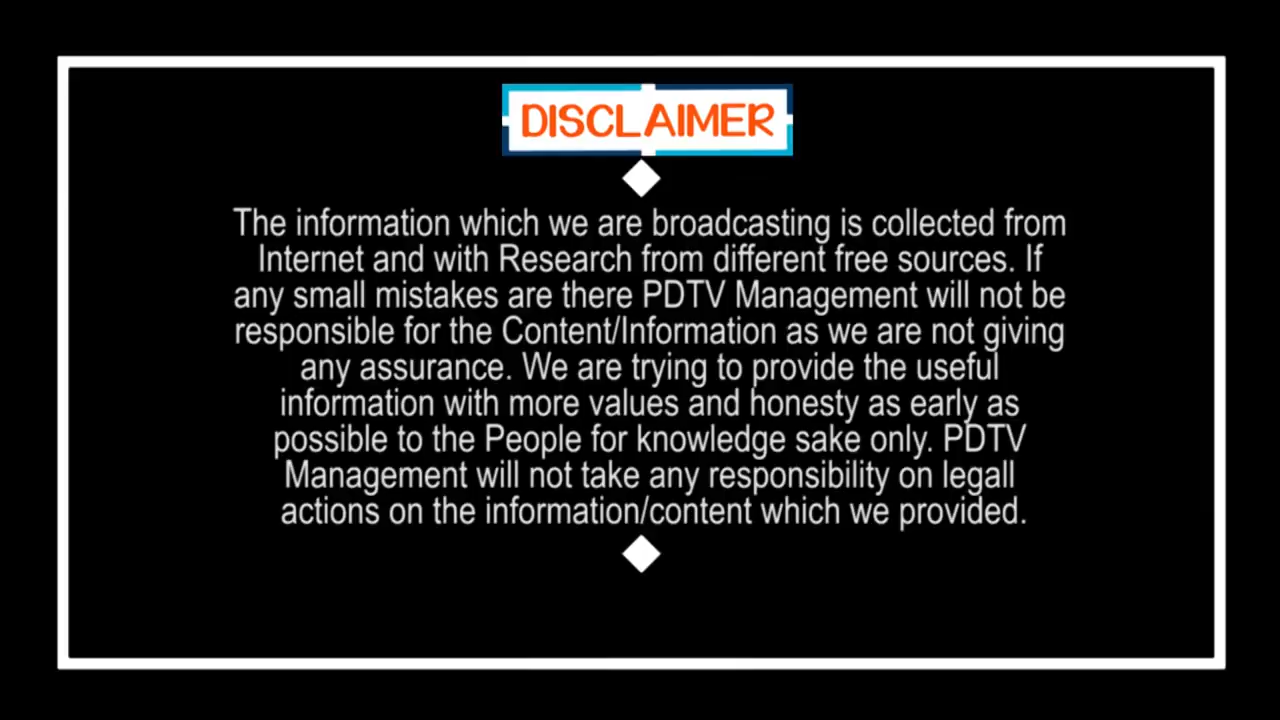 DISCLAIMER
The information which we are broadcasting is collected from
Internet and with Research from different free sources. If
any small mistakes are there PDTV Management will not be
responsible for the Content/Information as we are not giving
any assurance. We are trying to provide the useful
information with more values and honesty as early as
possible to the People for knowledge sake only. PDTV
Management will not take any responsibility on legall
actions on the information/content which we provided.